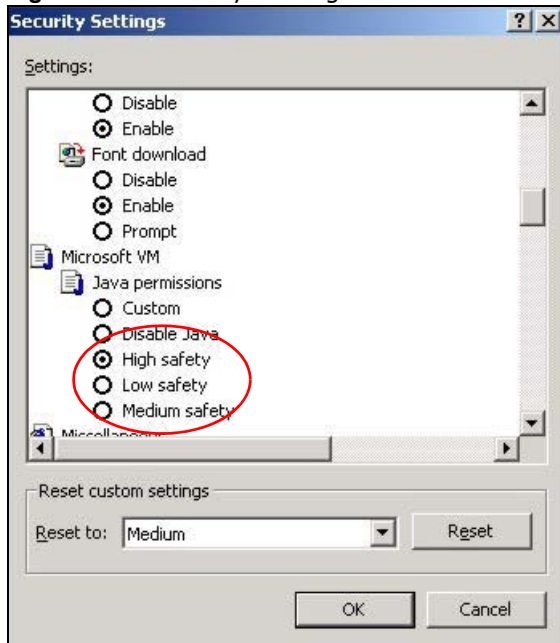 Security Settings
Settings:
Disable
Enable
Font download
Disable
Enable
Prompt
Microsoft VM
Java permissions
Custom
Disable Java
High safety
Low safety
Medium safety
Miscellaneous
Reset custom settings
Reset to: Medium Reset
OK Cancel